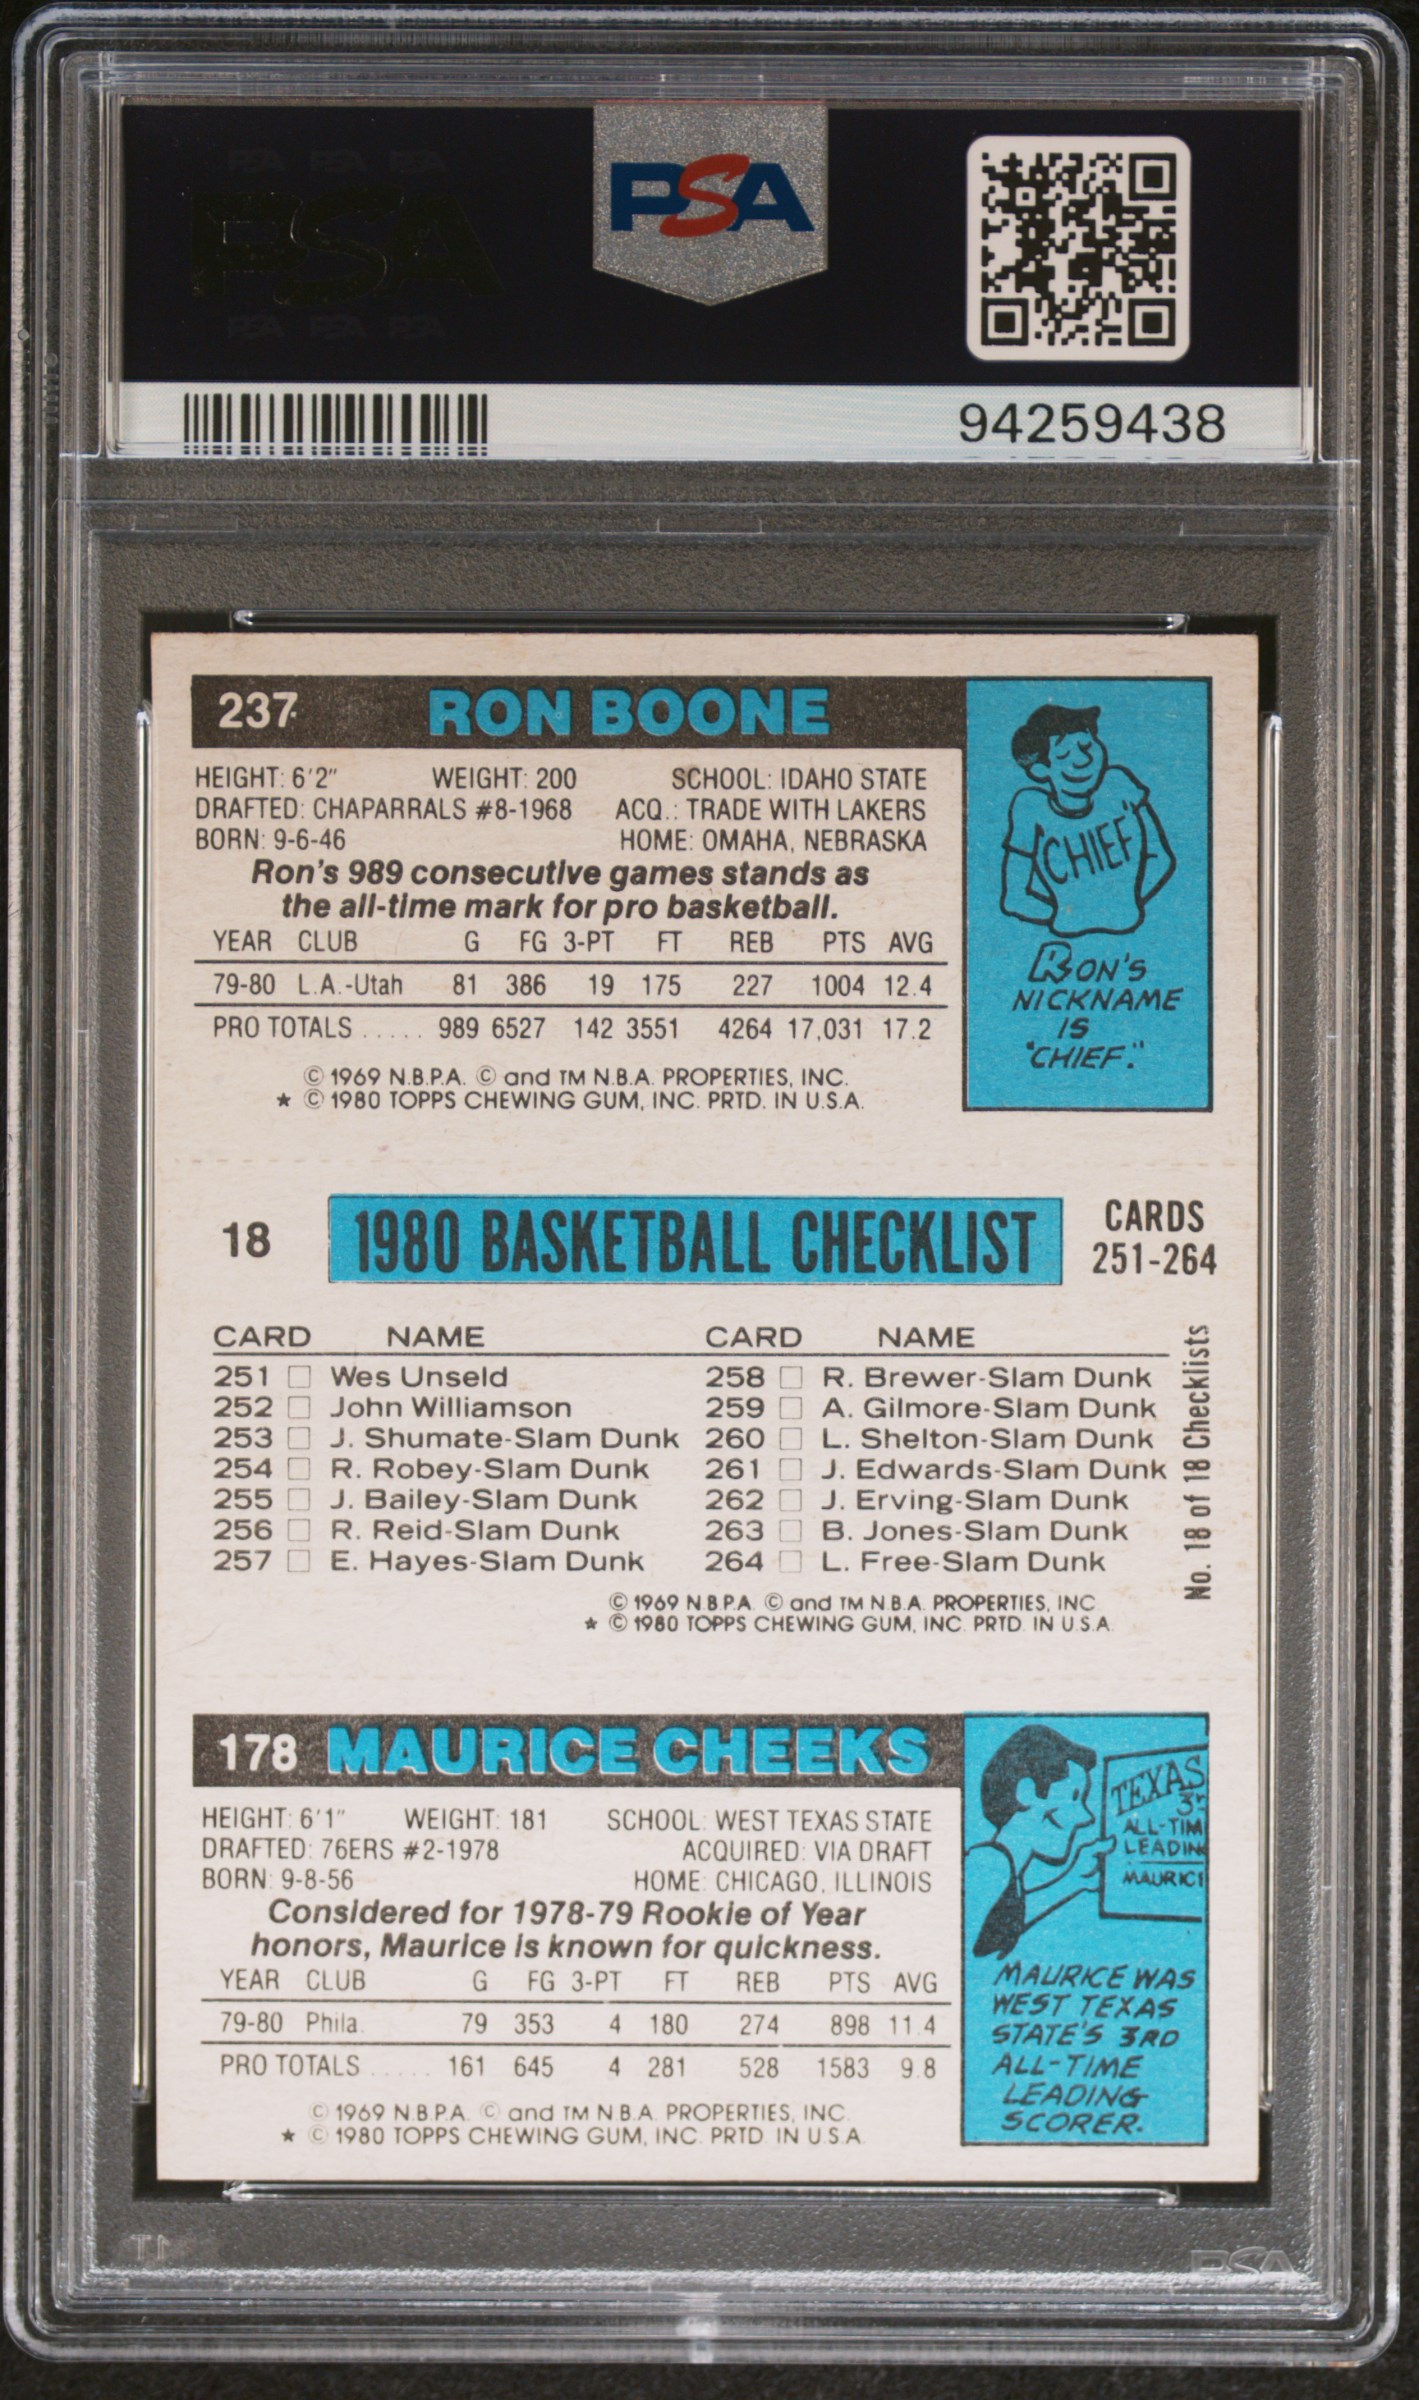 PSA PSA PSA
PSA
PSA PSA PSA
PSA
94259438
237 RON BOONE
HEIGHT: 6'2" WEIGHT: 200 SCHOOL: IDAHO STATE
DRAFTED: CHAPARRALS #8-1968 ACQ.: TRADE WITH LAKERS
BORN: 9-6-46 HOME: OMAHA, NEBRASKA
Ron's 989 consecutive games stands as
the all-time mark for pro basketball.
YEAR CLUB G FG 3-PT FT REB PTS AVG
79-80 L.A.-Utah 81 386 19 175 227 1004 12.4
PRO TOTALS ..... 989 6527 142 3551 4264 17,031 17.2
© 1969 N.B.P.A. © and TM N.B.A. PROPERTIES, INC.
★ © 1980 TOPPS CHEWING GUM, INC. PRTD. IN U.S.A.
CHIEF
RON'S
NICKNAME
IS
"CHIEF."
18 1980 BASKETBALL CHECKLIST CARDS
251-264
CARD NAME CARD NAME
251 □ Wes Unseld 258 □ R. Brewer-Slam Dunk
252 □ John Williamson 259 □ A. Gilmore-Slam Dunk
253 □ J. Shumate-Slam Dunk 260 □ L. Shelton-Slam Dunk
254 □ R. Robey-Slam Dunk 261 □ J. Edwards-Slam Dunk
255 □ J. Bailey-Slam Dunk 262 □ J. Erving-Slam Dunk
256 □ R. Reid-Slam Dunk 263 □ B. Jones-Slam Dunk
257 □ E. Hayes-Slam Dunk 264 □ L. Free-Slam Dunk
No. 18 of 18 Checklists
© 1969 N.B.P.A. © and TM N.B.A. PROPERTIES, INC.
★ © 1980 TOPPS CHEWING GUM, INC. PRTD. IN U.S.A.
178 MAURICE CHEEKS
HEIGHT: 6'1" WEIGHT: 181 SCHOOL: WEST TEXAS STATE
DRAFTED: 76ERS #2-1978 ACQUIRED: VIA DRAFT
BORN: 9-8-56 HOME: CHICAGO, ILLINOIS
Considered for 1978-79 Rookie of Year
honors, Maurice is known for quickness.
YEAR CLUB G FG 3-PT FT REB PTS AVG
79-80 Phila. 79 353 4 180 274 898 11.4
PRO TOTALS ..... 161 645 4 281 528 1583 9.8
© 1969 N.B.P.A. © and TM N.B.A. PROPERTIES, INC.
★ © 1980 TOPPS CHEWING GUM, INC. PRTD. IN U.S.A.
TEXAS
3
ALL-TIM
LEADIN
MAURICE
MAURICE WAS
WEST TEXAS
STATE'S 3RD
ALL-TIME
LEADING
SCORER.
PSA